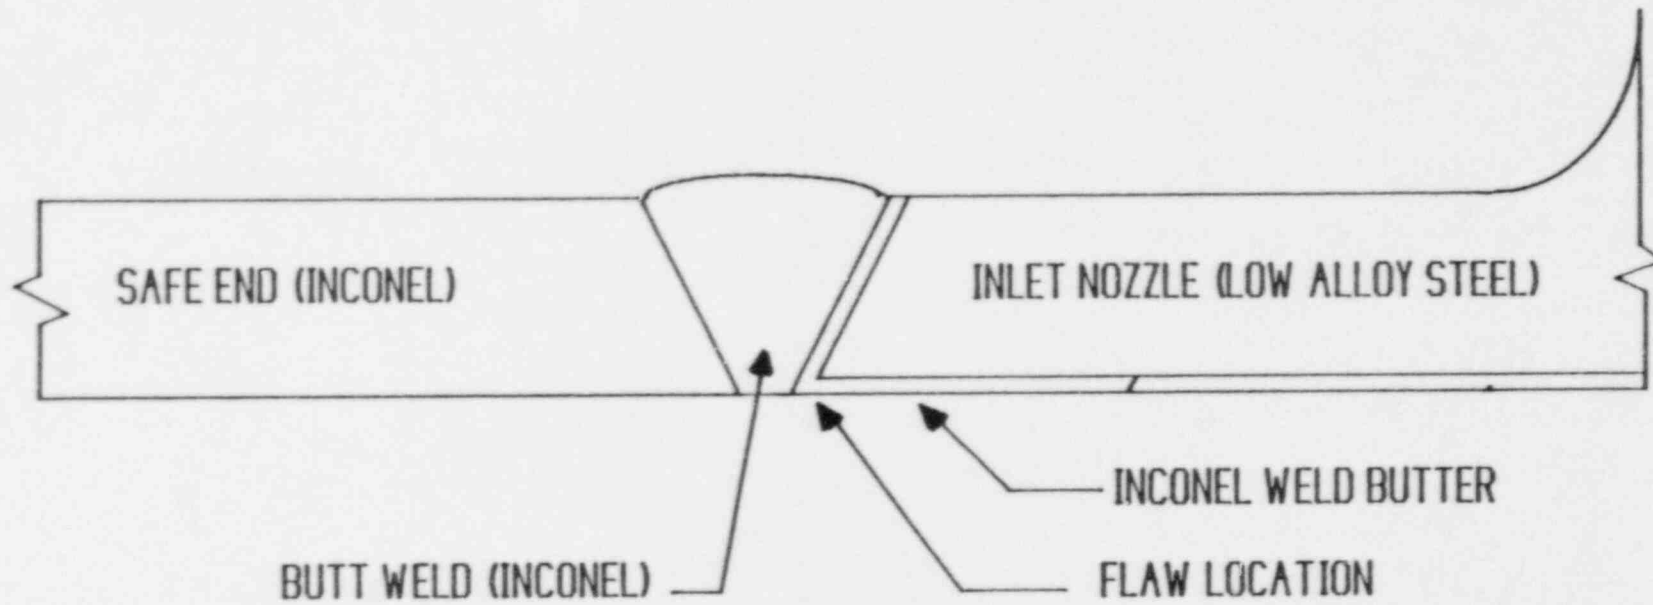 SAFE END (INCONEL)
INLET NOZZLE (LOW ALLOY STEEL)
INCONEL WELD BUTTER
BUTT WELD (INCONEL)
FLAW LOCATION